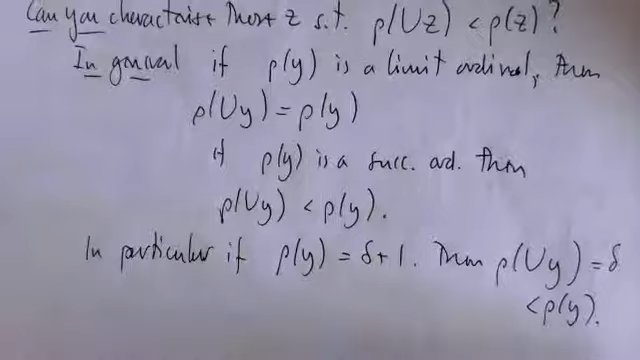 Can you characterise those z s.t. ρ(∪z) < ρ(z)?
In general if ρ(y) is a limit ordinal, then
ρ(∪y) = ρ(y)
If ρ(y) is a succ. ord. then
ρ(∪y) < ρ(y).
In particular if ρ(y) = δ+1. Then ρ(∪y) = δ
< ρ(y).